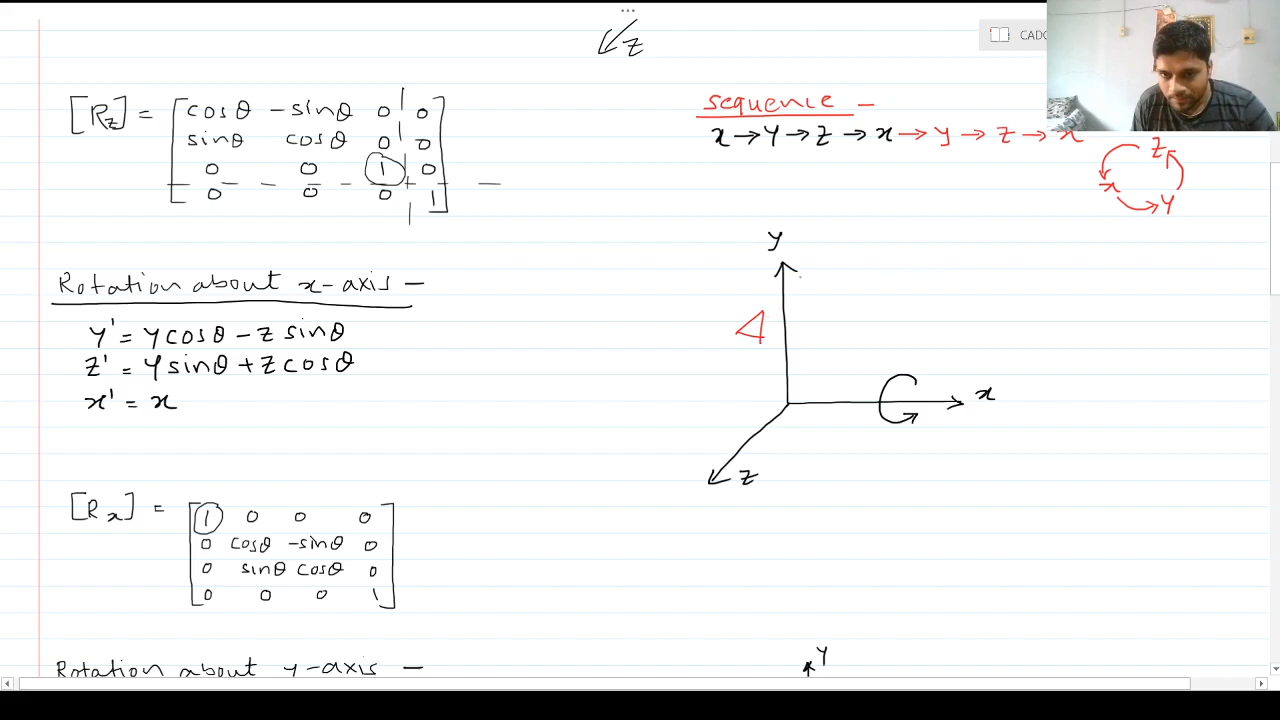 z
CADC
[Rz] = [cosθ -sinθ 0 0
sinθ cosθ 0 0
0 0 1 0
0 0 0 1]
sequence -
x → y → z → x → y → z → x
z
x
y
Rotation about x-axis -
y' = y cosθ - z sinθ
z' = y sinθ + z cosθ
x' = x
y
x
z
[Rx] = [1 0 0 0
0 cosθ -sinθ 0
0 sinθ cosθ 0
0 0 0 1]
Rotation about y-axis -
y